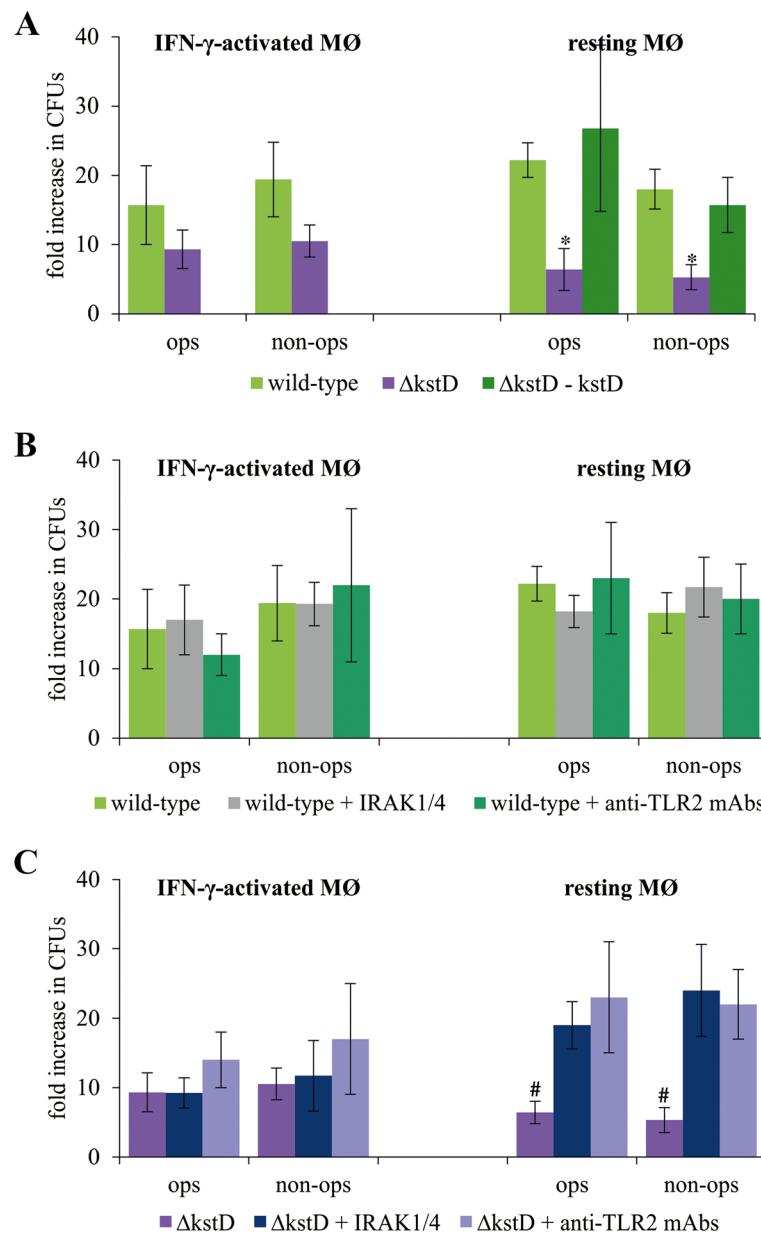 A
IFN-γ-activated MØ
resting MØ
fold increase in CFUs
40
30
20
10
0
*
*
ops
non-ops
ops
non-ops
wild-type
ΔkstD
ΔkstD - kstD
B
IFN-γ-activated MØ
resting MØ
fold increase in CFUs
40
30
20
10
0
ops
non-ops
ops
non-ops
wild-type
wild-type + IRAK1/4
wild-type + anti-TLR2 mAbs
C
IFN-γ-activated MØ
resting MØ
fold increase in CFUs
40
30
20
10
0
#
#
ops
non-ops
ops
non-ops
ΔkstD
ΔkstD + IRAK1/4
ΔkstD + anti-TLR2 mAbs